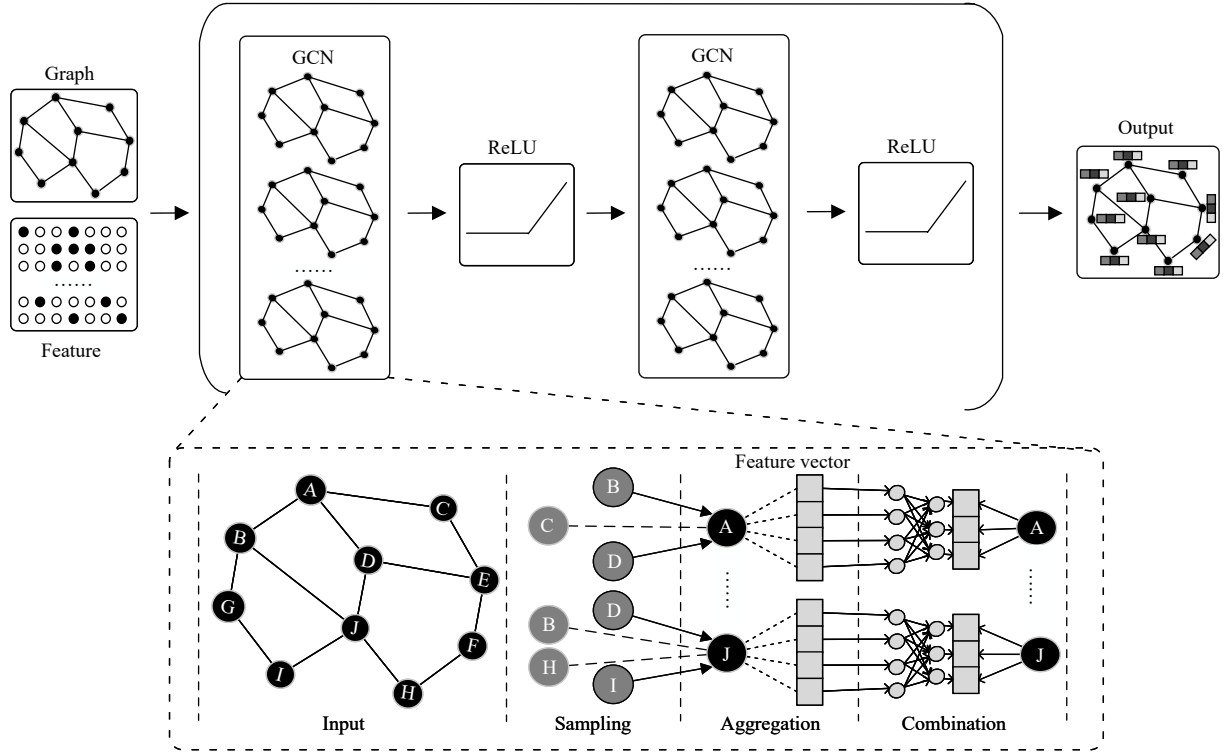 Graph
Feature
GCN
......
ReLU
GCN
......
ReLU
Output
......
Feature vector
A
B
C
D
E
G
J
F
I
H
Input
B
C
D
D
B
H
I
Sampling
A
......
J
Aggregation
A
......
J
Combination